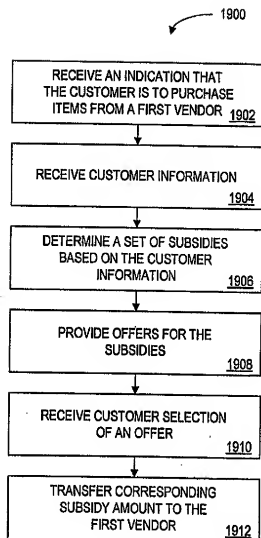 1900
RECEIVE AN INDICATION THAT
THE CUSTOMER IS TO PURCHASE
ITEMS FROM A FIRST VENDOR
1902
RECEIVE CUSTOMER INFORMATION
1904
DETERMINE A SET OF SUBSIDIES
BASED ON THE CUSTOMER
INFORMATION
1906
PROVIDE OFFERS FOR THE
SUBSIDIES
1908
RECEIVE CUSTOMER SELECTION
OF AN OFFER
1910
TRANSFER CORRESPONDING
SUBSIDY AMOUNT TO THE
FIRST VENDOR
1912